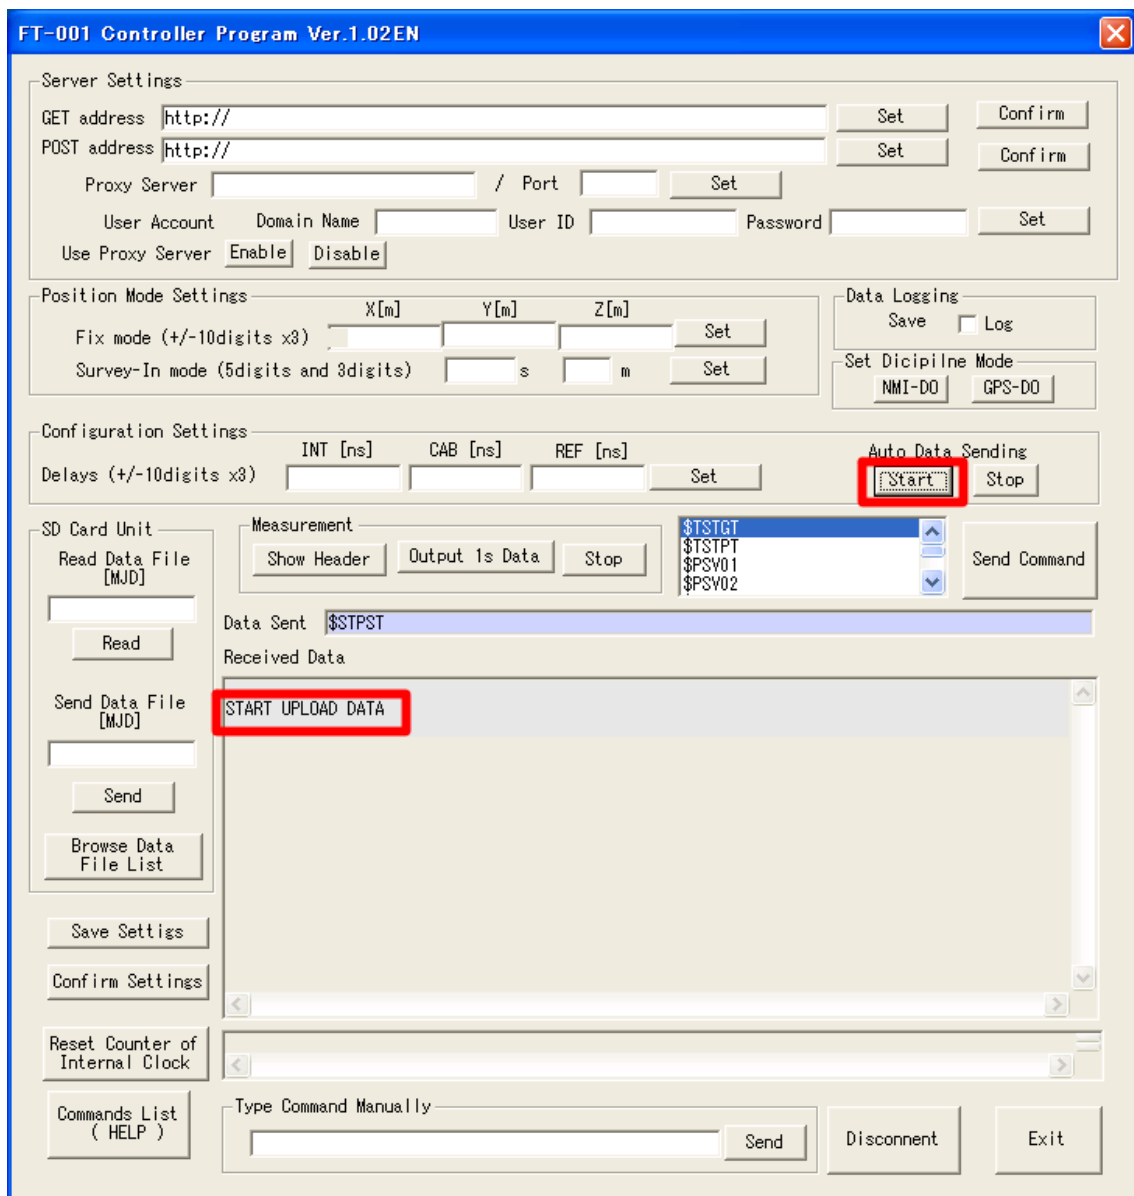 FT-001 Controller Program Ver.1.02EN
Server Settings
GET address http:// Set Confirm
POST address http:// Set Confirm
Proxy Server / Port Set
User Account Domain Name User ID Password Set
Use Proxy Server Enable Disable
Position Mode Settings
X[m] Y[m] Z[m]
Fix mode (+/-10digits x3) Set
Survey-In mode (5digits and 3digits) s m Set
Data Logging
Save Log
Set Dicipilne Mode
NMI-DO GPS-DO
Configuration Settings
INT [ns] CAB [ns] REF [ns]
Delays (+/-10digits x3) Set
Auto Data Sending
Start Stop
SD Card Unit
Read Data File
[MJD]
Read
Send Data File
[MJD]
Send
Browse Data
File List
Measurement
Show Header Output 1s Data Stop
$TSTGT
$TSTPT
$PSV01
$PSV02
Send Command
Data Sent $STPST
Received Data
START UPLOAD DATA
Save Settigs
Confirm Settings
Reset Counter of
Internal Clock
Commands List
( HELP )
Type Command Manually
Send
Disconnent
Exit